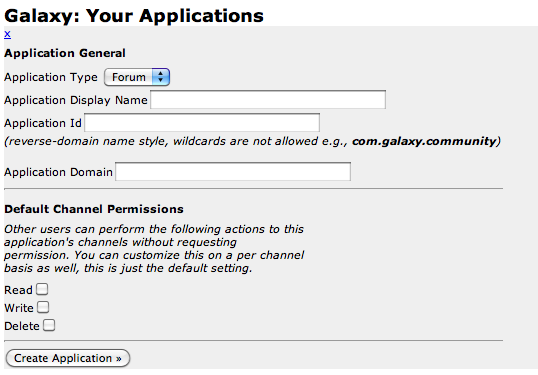 Galaxy: Your Applications
x
Application General
Application Type Forum
Application Display Name
Application Id
(reverse-domain name style, wildcards are not allowed e.g., com.galaxy.community)
Application Domain
Default Channel Permissions
Other users can perform the following actions to this
application's channels without requesting
permission. You can customize this on a per channel
basis as well, this is just the default setting.
Read
Write
Delete
Create Application »